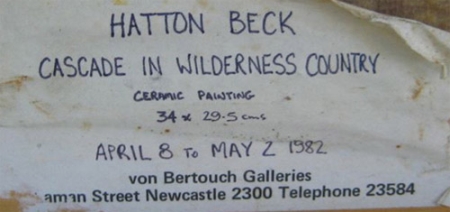 HATTON BECK
CASCADE IN WILDERNESS COUNTRY
CERAMIC PAINTING
34 x 29.5 cms
APRIL 8 TO MAY 2 1982
von Bertouch Galleries
aman Street Newcastle 2300 Telephone 23584